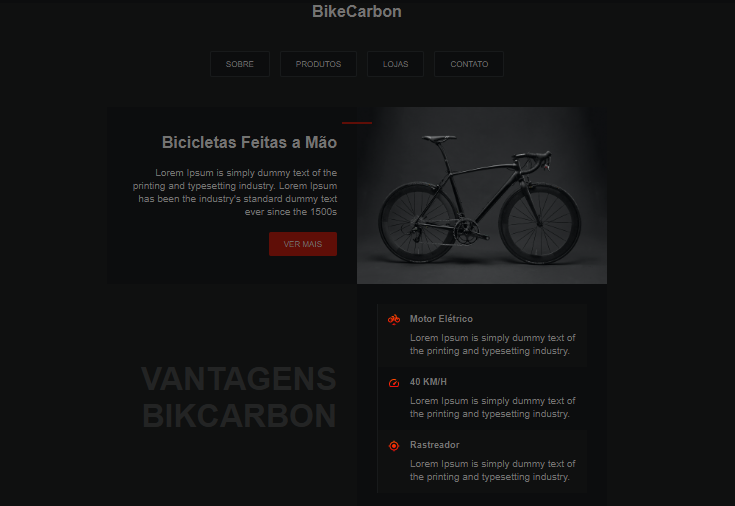 BikeCarbon
SOBRE
PRODUTOS
LOJAS
CONTATO
Bicicletas Feitas a Mão
Lorem Ipsum is simply dummy text of the
printing and typesetting industry. Lorem Ipsum
has been the industry's standard dummy text
ever since the 1500s
VER MAIS
VANTAGENS
BIKCARBON
Motor Elétrico
Lorem Ipsum is simply dummy text of
the printing and typesetting industry.
40 KM/H
Lorem Ipsum is simply dummy text of
the printing and typesetting industry.
Rastreador
Lorem Ipsum is simply dummy text of
the printing and typesetting industry.